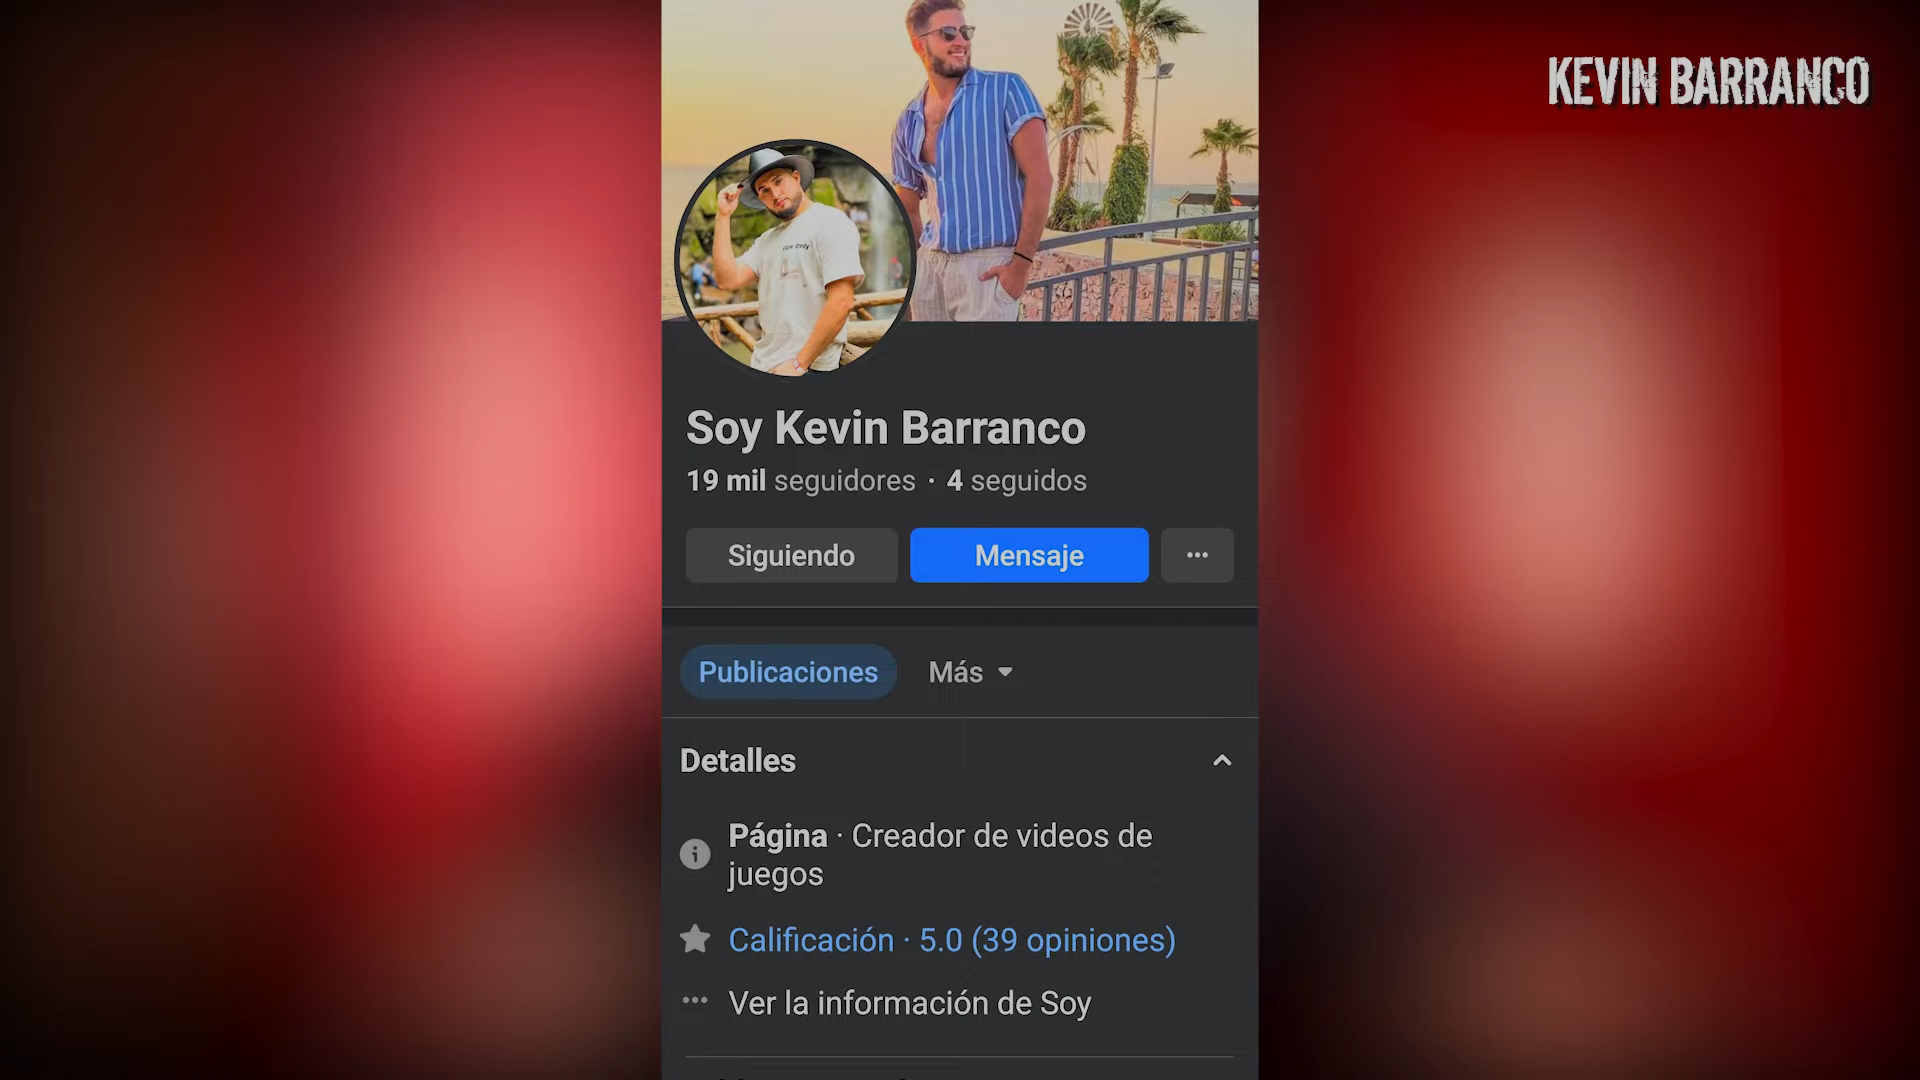 KEVIN BARRANCO
Soy Kevin Barranco
19 mil seguidores · 4 seguidos
Siguiendo
Mensaje
Publicaciones
Más
Detalles
Página · Creador de videos de
juegos
Calificación · 5.0 (39 opiniones)
Ver la información de Soy